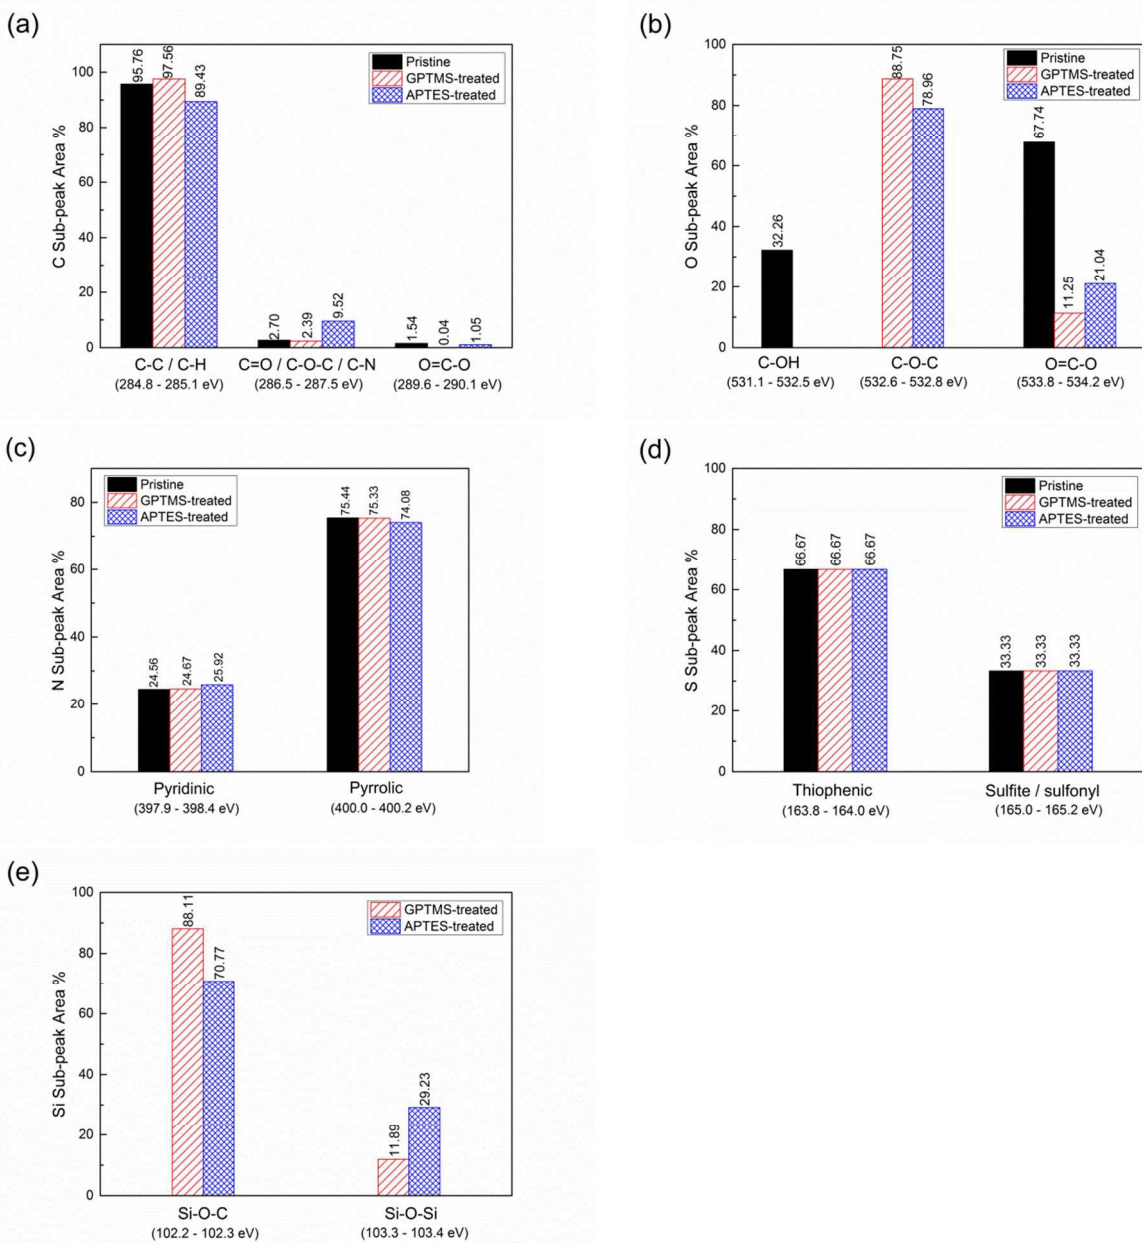 (a)
C Sub-peak Area %
100
80
60
40
20
0
Pristine
GPTMS-treated
APTES-treated
95.76
97.56
89.43
2.70
2.39
9.52
1.54
0.04
1.05
C-C / C-H
(284.8 - 285.1 eV)
C=O / C-O-C / C-N
(286.5 - 287.5 eV)
O=C-O
(289.6 - 290.1 eV)
(b)
O Sub-peak Area %
100
80
60
40
20
0
Pristine
GPTMS-treated
APTES-treated
32.26
88.75
78.96
67.74
11.25
21.04
C-OH
(531.1 - 532.5 eV)
C-O-C
(532.6 - 532.8 eV)
O=C-O
(533.8 - 534.2 eV)
(c)
N Sub-peak Area %
80
60
40
20
0
Pristine
GPTMS-treated
APTES-treated
24.56
24.67
25.92
75.44
75.33
74.08
Pyridinic
(397.9 - 398.4 eV)
Pyrrolic
(400.0 - 400.2 eV)
(d)
S Sub-peak Area %
100
80
60
40
20
0
Pristine
GPTMS-treated
APTES-treated
66.67
66.67
66.67
33.33
33.33
33.33
Thiophenic
(163.8 - 164.0 eV)
Sulfite / sulfonyl
(165.0 - 165.2 eV)
(e)
Si Sub-peak Area %
100
80
60
40
20
0
GPTMS-treated
APTES-treated
88.11
70.77
11.89
29.23
Si-O-C
(102.2 - 102.3 eV)
Si-O-Si
(103.3 - 103.4 eV)